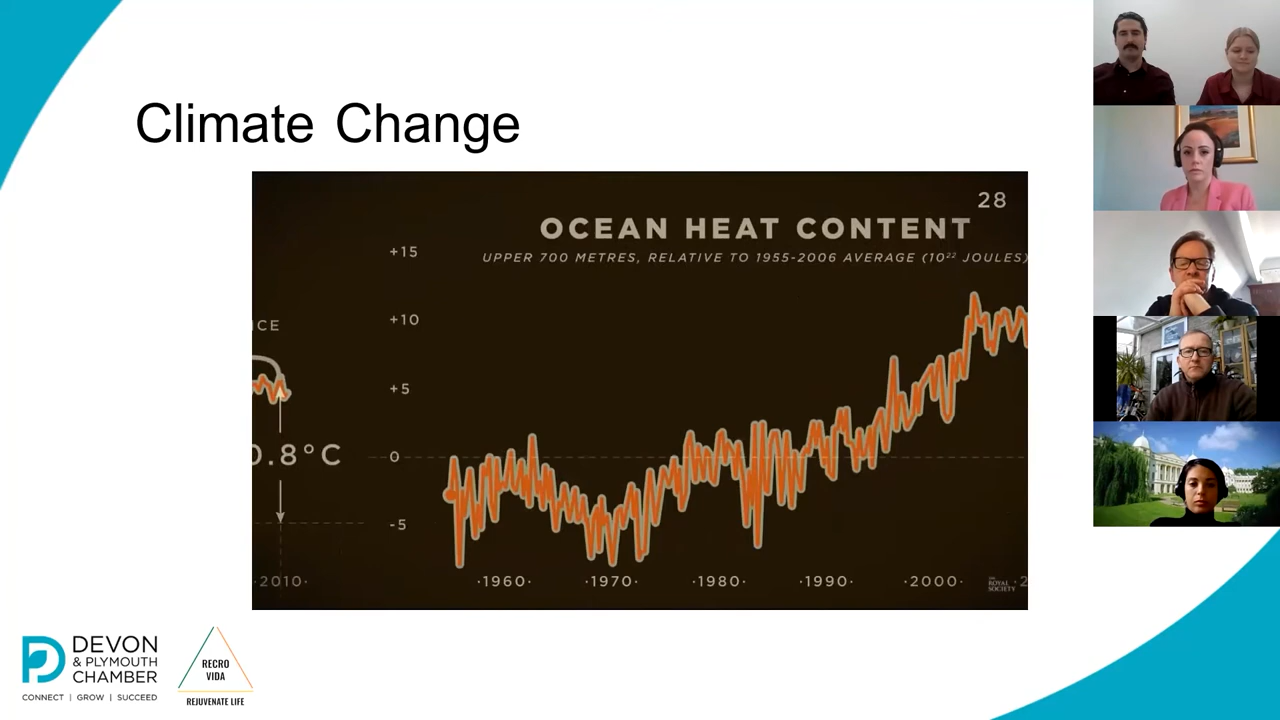 Climate Change
28
OCEAN HEAT CONTENT
UPPER 700 METRES, RELATIVE TO 1955-2006 AVERAGE (10²² JOULES)
+15
+10
+5
0
-5
ICE
0.8°C
·2010·
·1960·
·1970·
·1980·
·1990·
·2000·
·2
THE
ROYAL
SOCIETY
DEVON
& PLYMOUTH
CHAMBER
CONNECT | GROW | SUCCEED
RECRO
VIDA
REJUVENATE LIFE